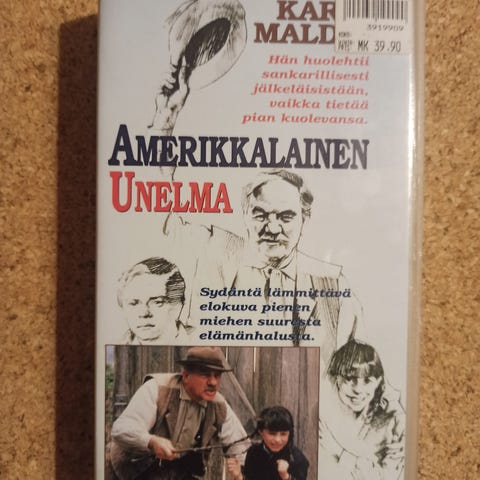 KAR
MALD
3919909
MK 39.90
Hän huolehtii
sankarillisesti
jälkeläisistään,
vaikka tietää
pian kuolevansa.
AMERIKKALAINEN
UNELMA
Sydäntä lämmittävä
elokuva pienen
miehen suuresta
elämänhalusta.